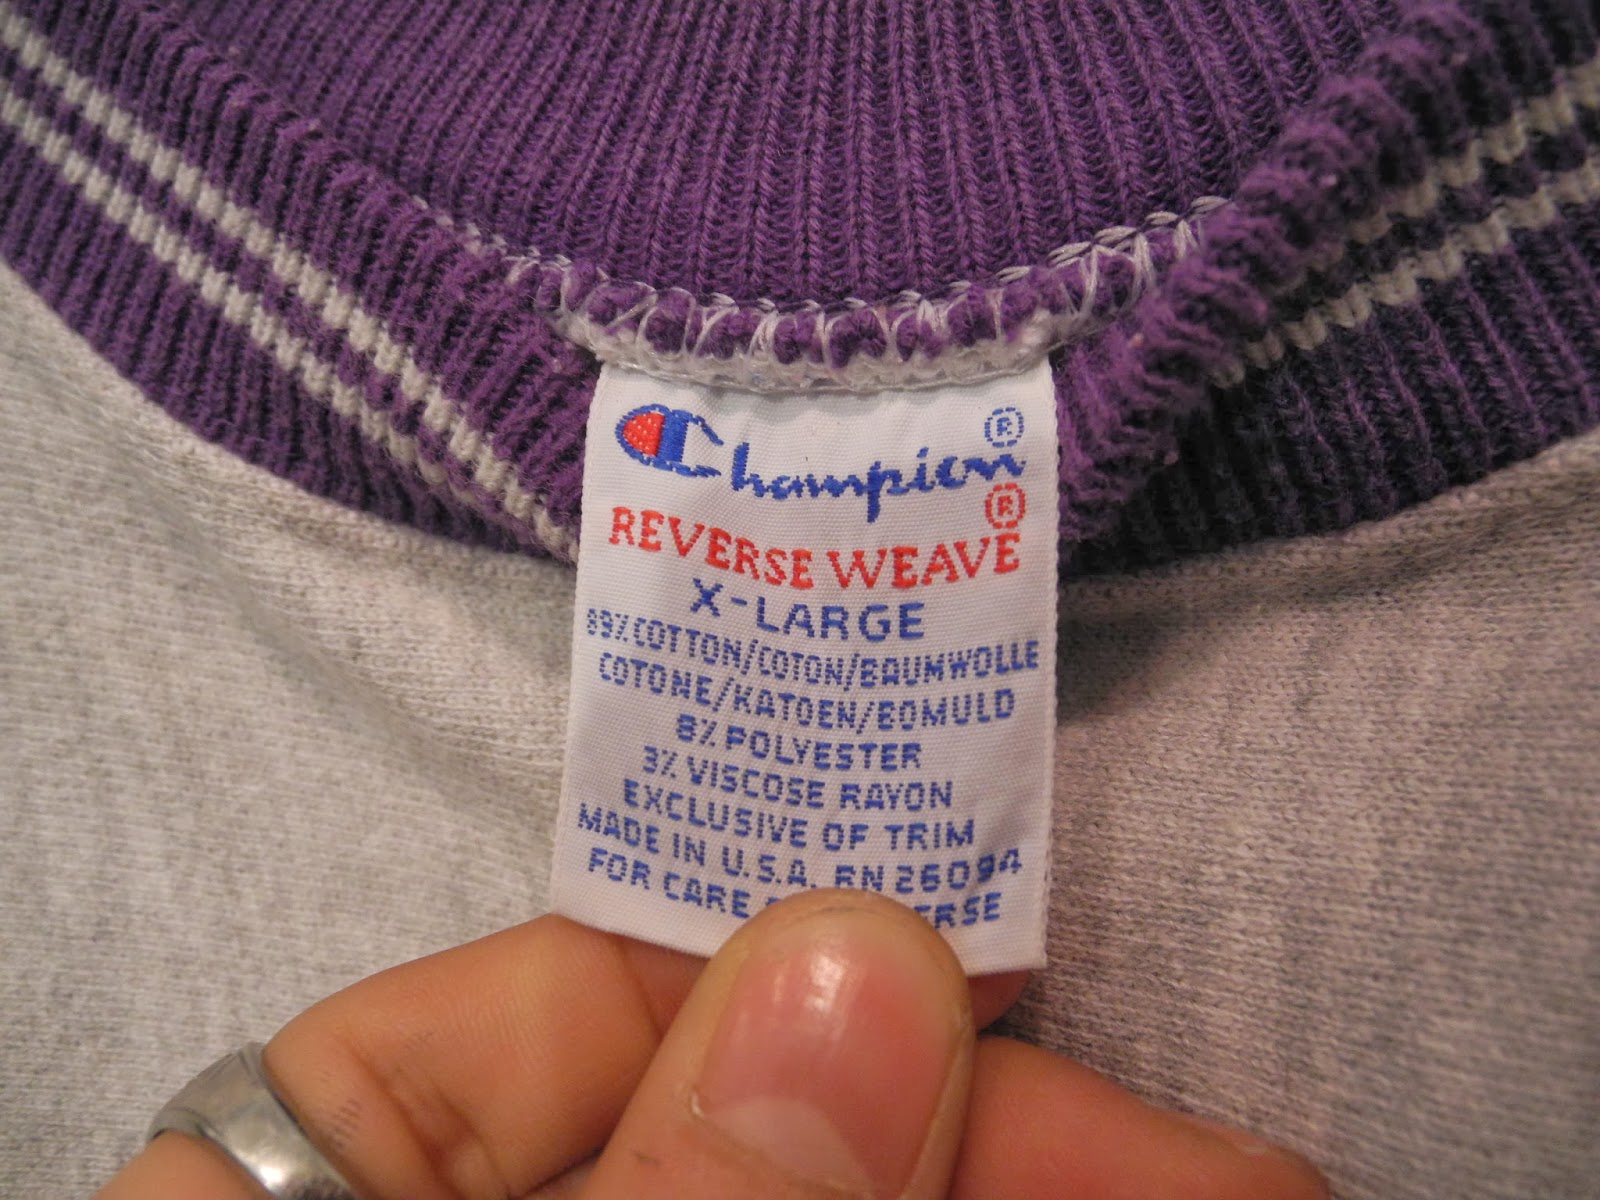 Champion®
REVERSE WEAVE®
X-LARGE
89% COTTON/COTON/BAUMWOLLE
COTONE/KATOEN/BOMULD
8% POLYESTER
3% VISCOSE RAYON
EXCLUSIVE OF TRIM
MADE IN U.S.A. RN 26094
FOR CARE